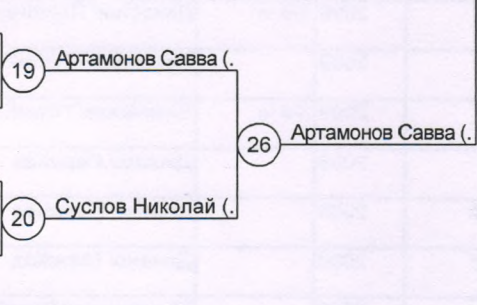 19 Артамонов Савва (.
26 Артамонов Савва (.
20 Суслов Николай (.